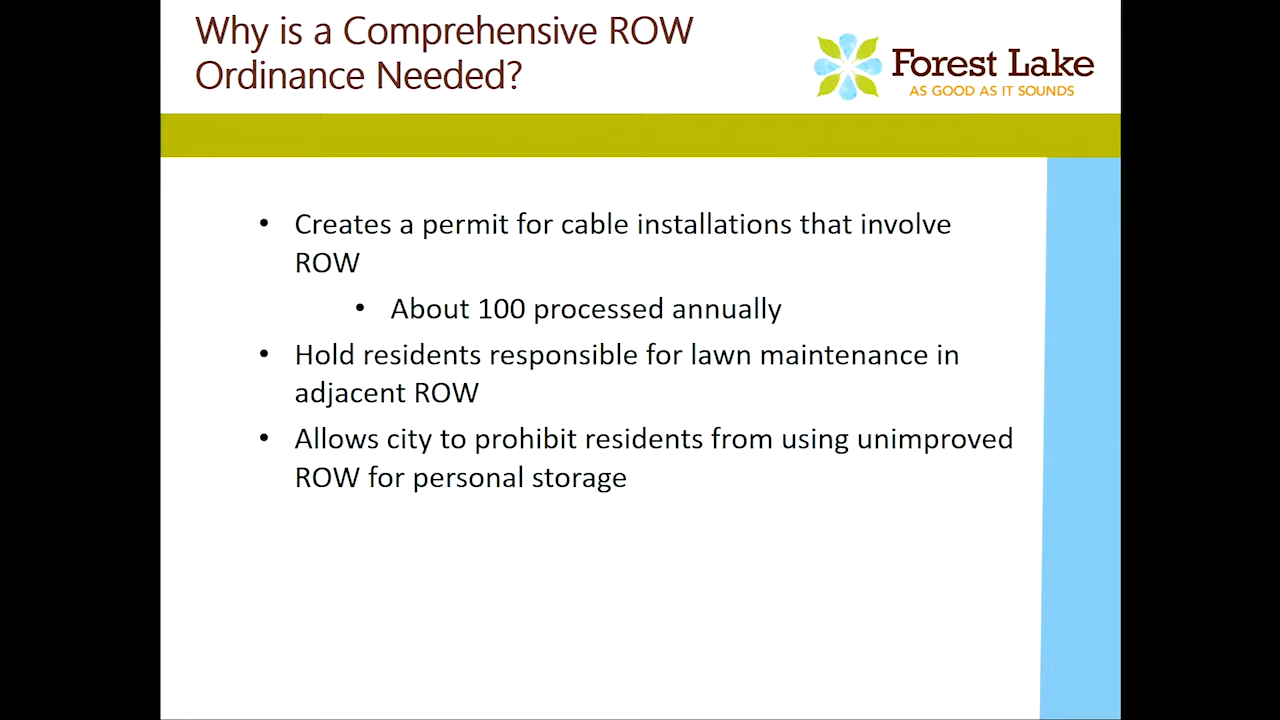 Why is a Comprehensive ROW
Ordinance Needed?
Forest Lake
AS GOOD AS IT SOUNDS
• Creates a permit for cable installations that involve
ROW
• About 100 processed annually
• Hold residents responsible for lawn maintenance in
adjacent ROW
• Allows city to prohibit residents from using unimproved
ROW for personal storage